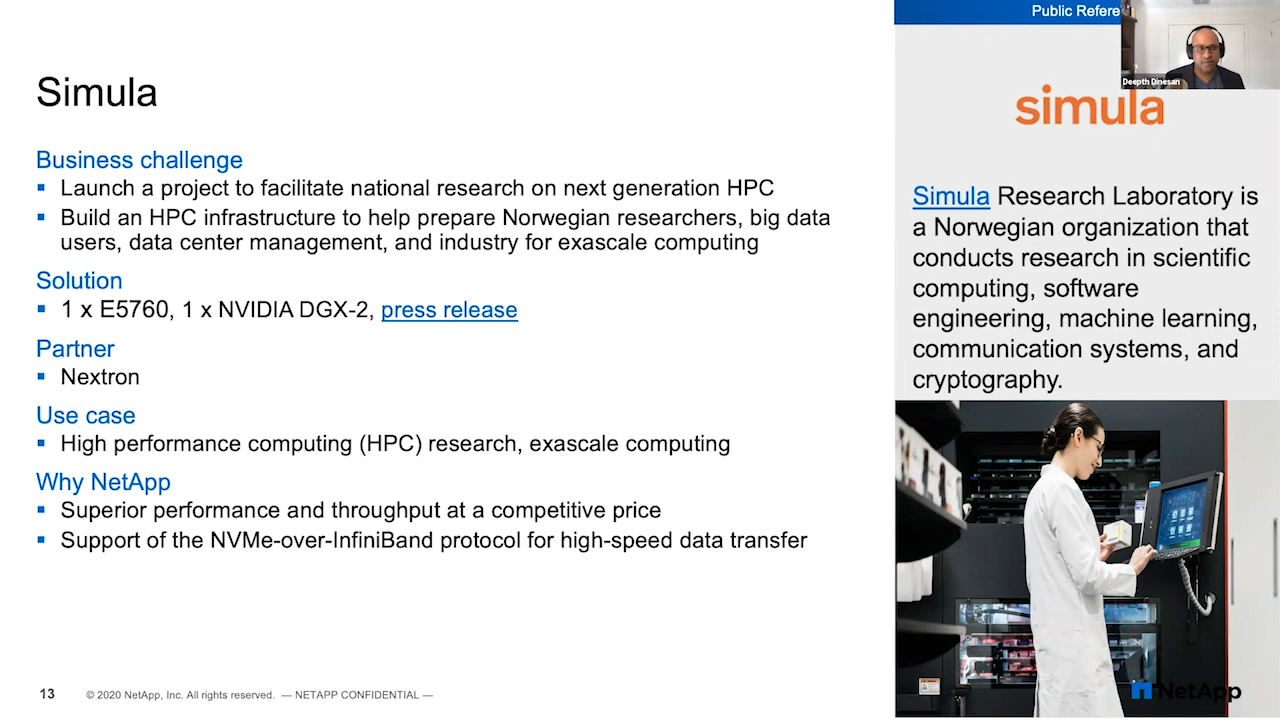 Public Refere
Deepth Dinesan
Simula
simula
Business challenge
▪ Launch a project to facilitate national research on next generation HPC
▪ Build an HPC infrastructure to help prepare Norwegian researchers, big data
users, data center management, and industry for exascale computing
Solution
▪ 1 x E5760, 1 x NVIDIA DGX-2, press release
Partner
▪ Nextron
Use case
▪ High performance computing (HPC) research, exascale computing
Why NetApp
▪ Superior performance and throughput at a competitive price
▪ Support of the NVMe-over-InfiniBand protocol for high-speed data transfer
Simula Research Laboratory is
a Norwegian organization that
conducts research in scientific
computing, software
engineering, machine learning,
communication systems, and
cryptography.
13
© 2020 NetApp, Inc. All rights reserved. — NETAPP CONFIDENTIAL —
NetApp